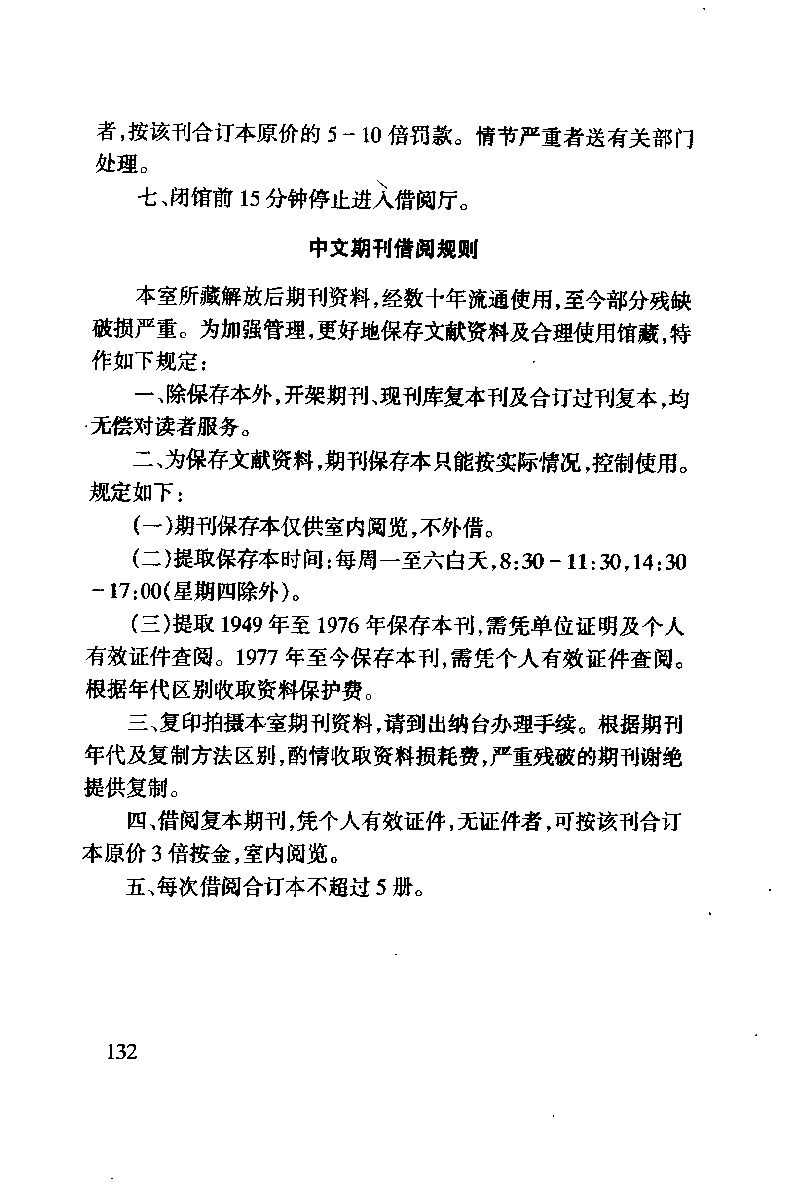 者,按该刊合订本原价的 5－10 倍罚款。情节严重者送有关部门
处理。
七、闭馆前 15 分钟停止进入借阅厅。
中文期刊借阅规则
本室所藏解放后期刊资料,经数十年流通使用,至今部分残缺
破损严重。为加强管理,更好地保存文献资料及合理使用馆藏,特
作如下规定:
一、除保存本外,开架期刊、现刊库复本刊及合订过刊复本,均
无偿对读者服务。
二、为保存文献资料,期刊保存本只能按实际情况,控制使用。
规定如下:
(一)期刊保存本仅供室内阅览,不外借。
(二)提取保存本时间:每周一至六白天,8:30－11:30,14:30
－17:00(星期四除外)。
(三)提取 1949 年至 1976 年保存本刊,需凭单位证明及个人
有效证件查阅。1977 年至今保存本刊,需凭个人有效证件查阅。
根据年代区别收取资料保护费。
三、复印拍摄本室期刊资料,请到出纳台办理手续。根据期刊
年代及复制方法区别,酌情收取资料损耗费,严重残破的期刊谢绝
提供复制。
四、借阅复本期刊,凭个人有效证件,无证件者,可按该刊合订
本原价 3 倍按金,室内阅览。
五、每次借阅合订本不超过 5 册。
132